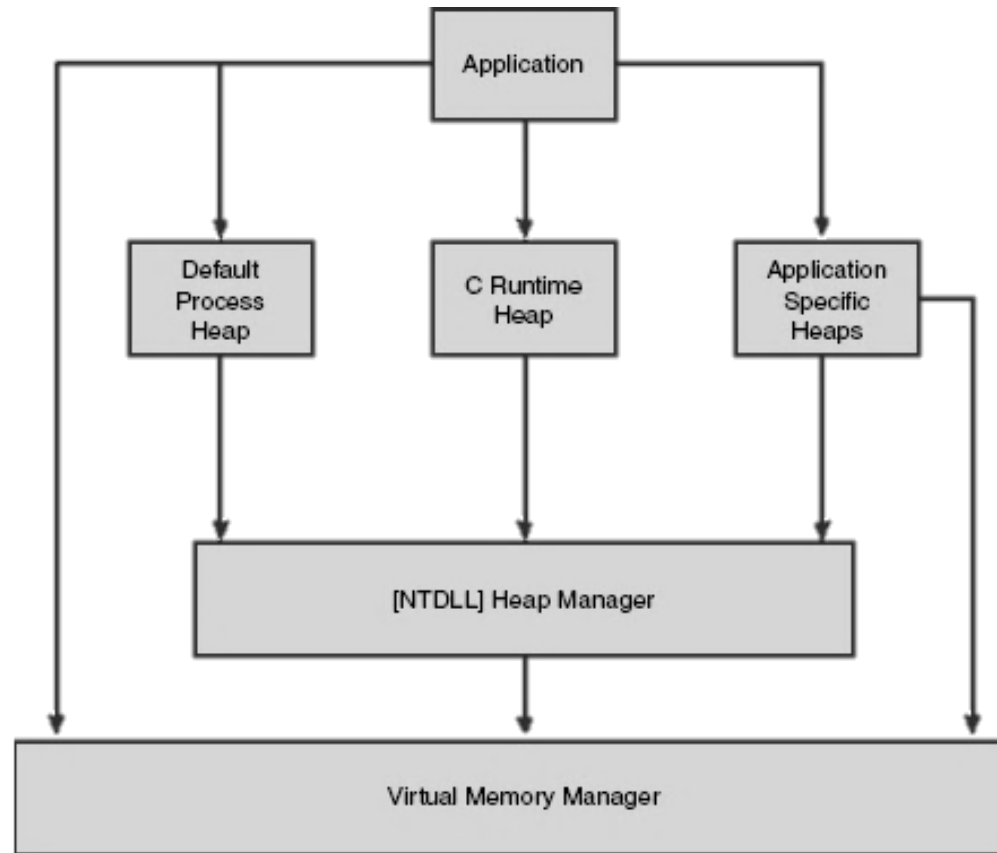 Application
Default
Process
Heap
C Runtime
Heap
Application
Specific
Heaps
[NTDLL] Heap Manager
Virtual Memory Manager